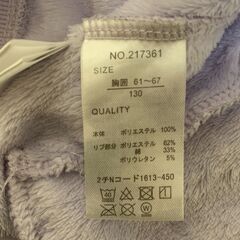 NO.217361
SIZE
胸囲 61~67
130
QUALITY
本体 ポリエステル 100%
リブ部分 ポリエステル 62%
綿 33%
ポリウレタン 5%
2チNコード1613-450
40